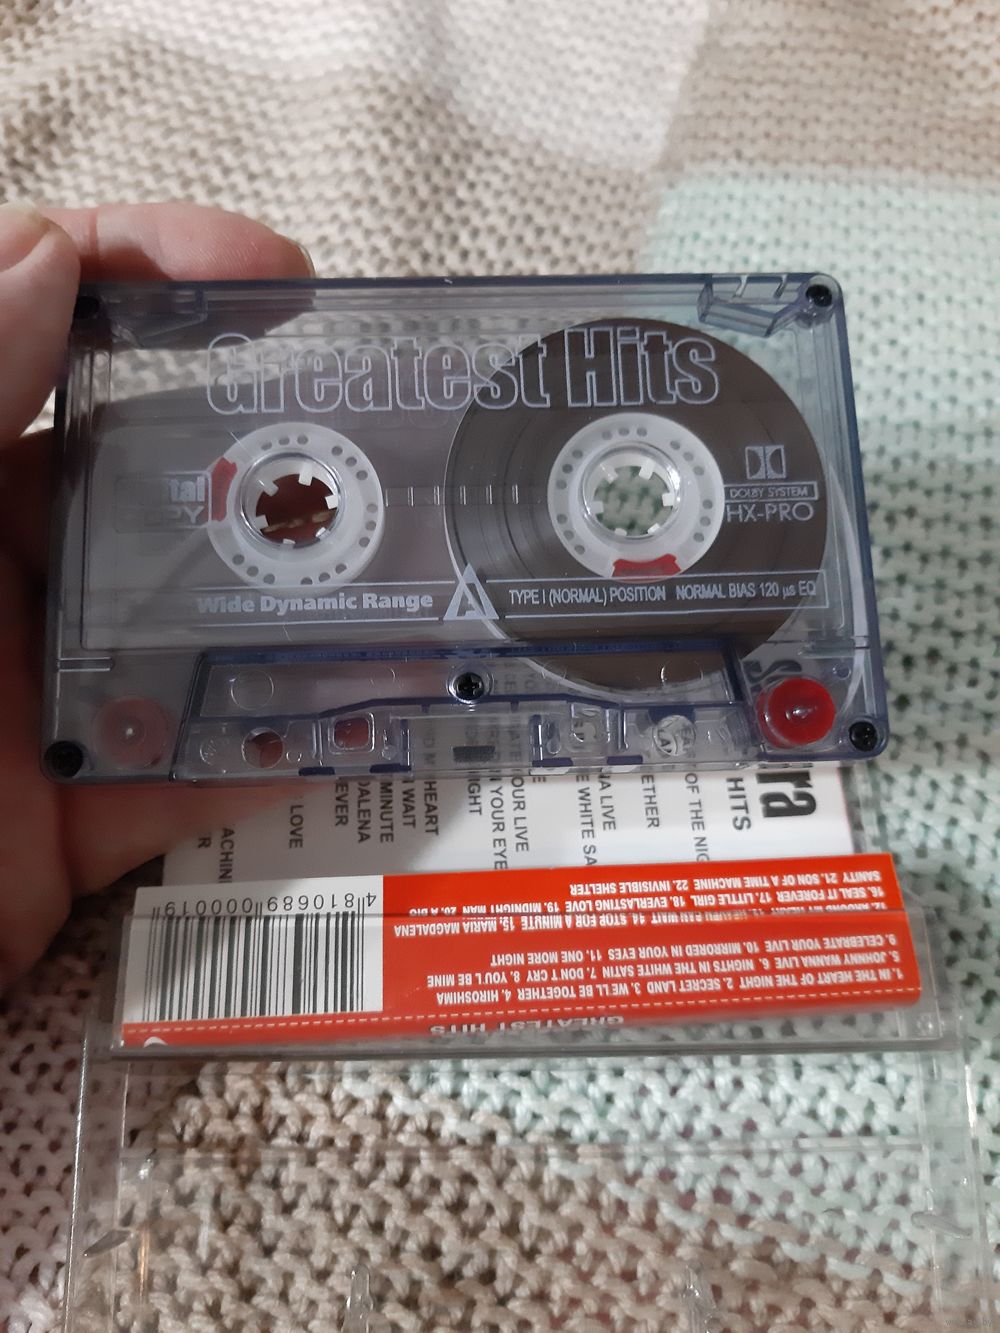 Greatest Hits
DOLBY SYSTEM
HX-PRO
Wide Dynamic Range
A
TYPE I (NORMAL) POSITION NORMAL BIAS 120 µs EQ
HITS
OF THE
ETHER
NA LIVE
E WHITE SA
OUR LIVE
YOUR EYE
IGHT
HEART
WAIT
MINUTE
DALENA
EVER
LOVE
ACHIN
R
GREATEST HITS
1. IN THE HEART OF THE NIGHT 2. SECRET LAND 3. WE'LL BE TOGETHER 4. HIROSHIMA
5. JOHNNY WANNA LIVE 6. NIGHTS IN THE WHITE SATIN 7. DON'T CRY 8. YOU'L BE MINE
9. CELEBRATE YOUR LIVE 10. MIRRORED IN YOUR EYES 11. ONE MORE NIGHT
WAIT 14. STOP FOR A MINUTE 15. MARIA MAGDALENA
16. SEAL IT FOREVER 17. LITTLE GIRL 18. EVERLASTING LOVE 19. MIDNIGHT MAN 20.
SANITY 21. SON OF A TIME MACHINE 22. INVISIBLE SHELTER
4 810689 000019